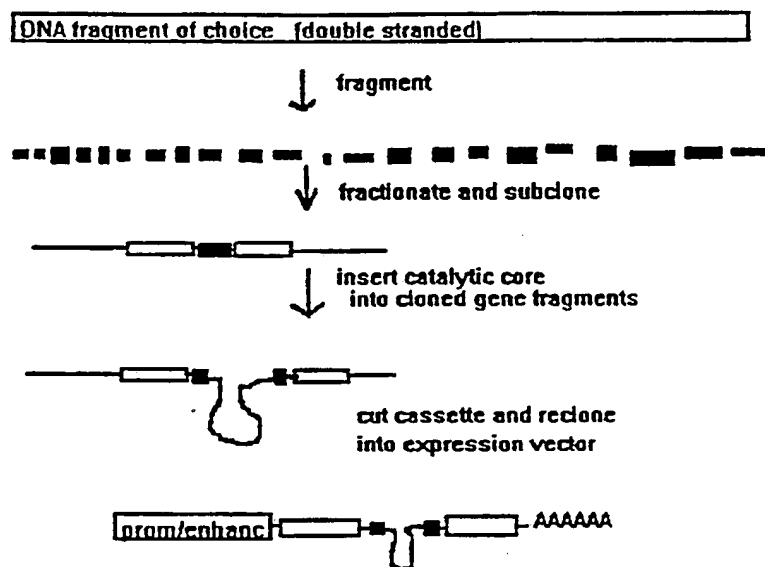 DNA fragment of choice (double stranded)
fragment
fractionate and subclone
insert catalytic core
into cloned gene fragments
cut cassette and reclone
into expression vector
prom/enhanc
AAAAAA